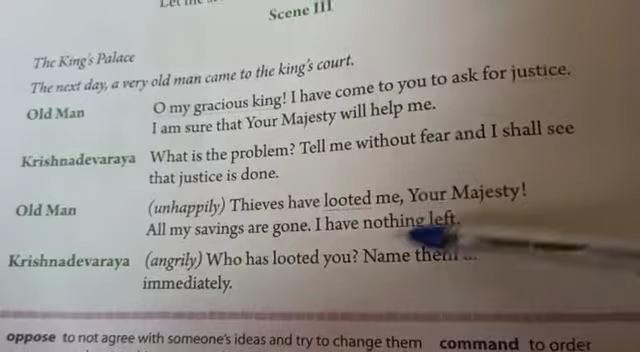 Scene III
The King's Palace
The next day, a very old man came to the king's court.
Old Man O my gracious king! I have come to you to ask for justice.
I am sure that Your Majesty will help me.
Krishnadevaraya What is the problem? Tell me without fear and I shall see
that justice is done.
Old Man (unhappily) Thieves have looted me, Your Majesty!
All my savings are gone. I have nothing left.
Krishnadevaraya (angrily) Who has looted you? Name them
immediately.
oppose to not agree with someone's ideas and try to change them command to order